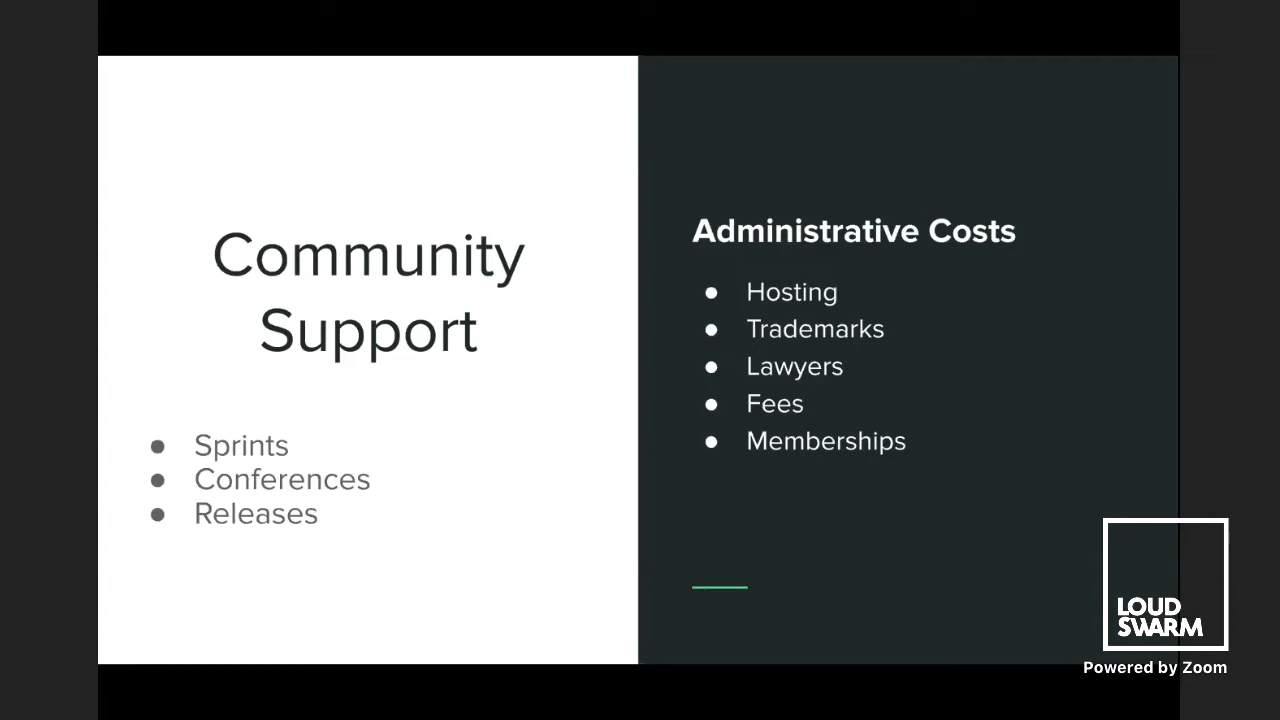 Community
Support
● Sprints
● Conferences
● Releases
Administrative Costs
● Hosting
● Trademarks
● Lawyers
● Fees
● Memberships
LOUD
SWARM
Powered by Zoom